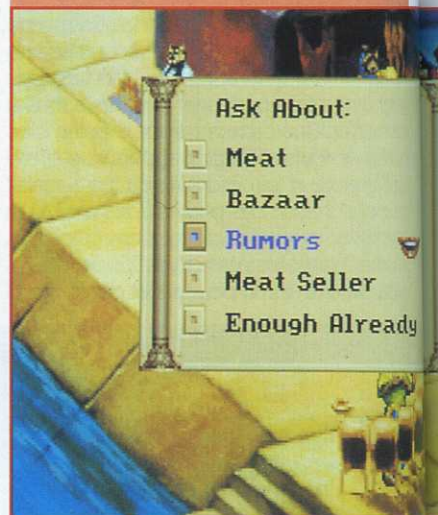 Ask About:
Meat
Bazaar
Rumors
Meat Seller
Enough Already